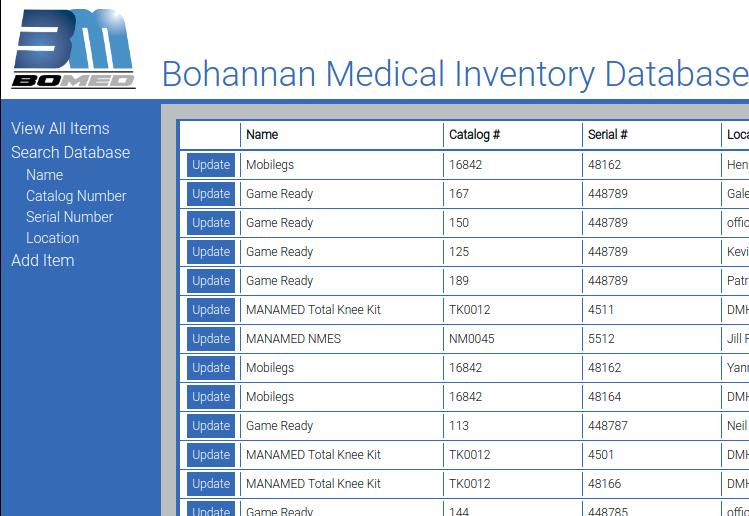 BM
BOMED
Bohannan Medical Inventory Database
View All Items
Search Database
Name
Catalog Number
Serial Number
Location
Add Item
Name Catalog # Serial # Loca
Update Mobilegs 16842 48162 Hen
Update Game Ready 167 448789 Gale
Update Game Ready 150 448789 offic
Update Game Ready 125 448789 Kevi
Update Game Ready 189 448789 Patr
Update MANAMED Total Knee Kit TK0012 4511 DMH
Update MANAMED NMES NM0045 5512 Jill
Update Mobilegs 16842 48162 Yann
Update Mobilegs 16842 48164 DMH
Update Game Ready 113 448787 Neil
Update MANAMED Total Knee Kit TK0012 4501 DMH
Update MANAMED Total Knee Kit TK0012 48166 DMH
Update Game Ready 144 448785 offic